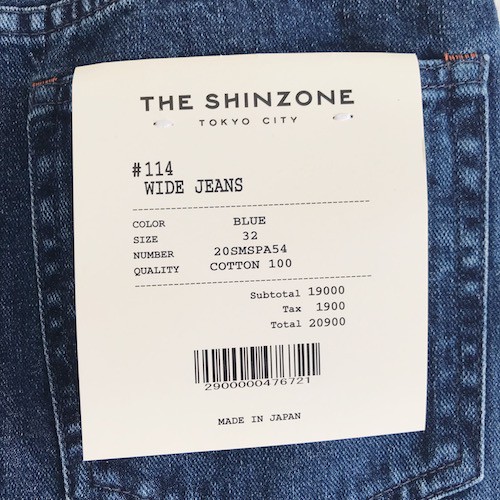 THE SHINZONE
TOKYO CITY
#114
WIDE JEANS
COLOR BLUE
SIZE 32
NUMBER 20SMSPA54
QUALITY COTTON 100
Subtotal 19000
Tax 1900
Total 20900
2900000476721
MADE IN JAPAN